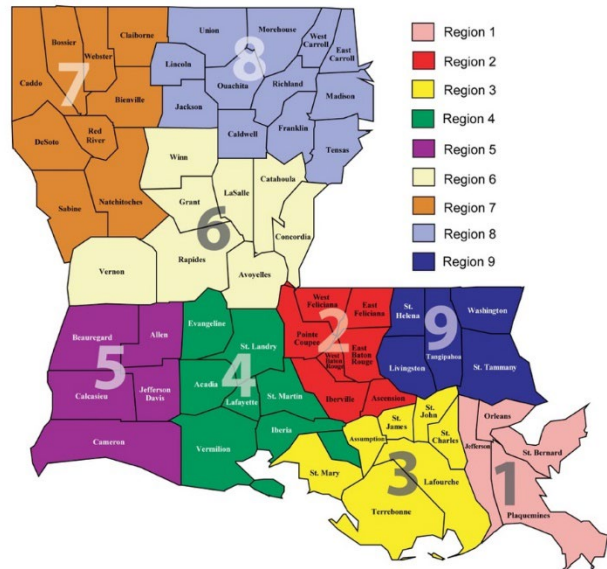 Caddo
Bossier
Webster
Claiborne
7
Bienville
DeSoto
Red
River
Sabine
Natchitoches
Union
Morehouse
West
Carroll
East
Carroll
Lincoln
8
Ouachita
Richland
Madison
Jackson
Caldwell
Franklin
Tensas
Winn
Grant
LaSalle
Catahoula
Concordia
6
Vernon
Rapides
Avoyelles
Beauregard
Allen
5
Calcasieu
Jefferson
Davis
Cameron
Evangeline
St. Landry
4
Acadia
Lafayette
St. Martin
Vermilion
Iberia
West
Feliciana
East
Feliciana
Pointe
Coupee
2
West Baton
Rouge
East
Baton
Rouge
Iberville
Ascension
St.
Helena
Washington
9
Tangipahoa
Livingston
St. Tammany
St.
James
St.
John
St.
Charles
Assumption
St. Mary
3
Lafourche
Terrebonne
Orleans
Jefferson
St. Bernard
1
Plaquemines
Region 1
Region 2
Region 3
Region 4
Region 5
Region 6
Region 7
Region 8
Region 9